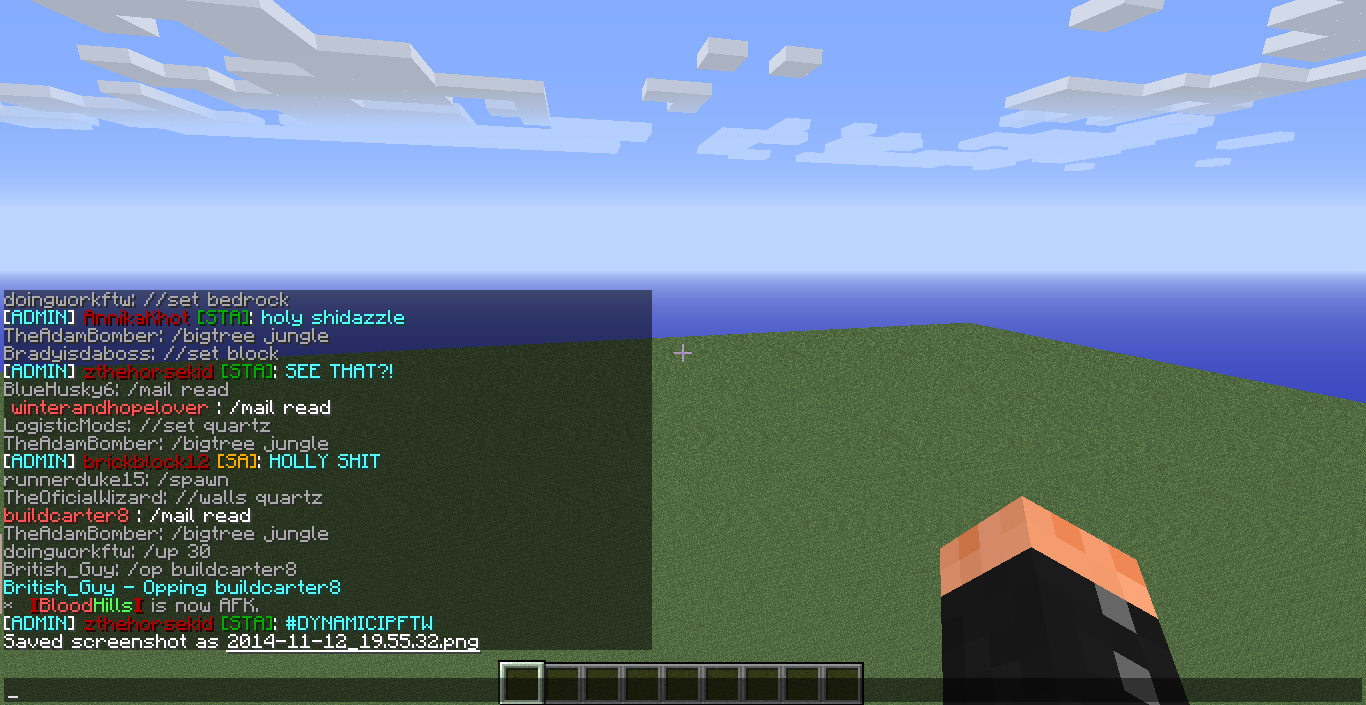 doingworkftw: //set bedrock
[ADMIN] AnnikaKhot [STA]: holy shidazzle
TheAdamBomber: /bigtree jungle
Bradyisdaboss: //set block
[ADMIN] zthehorsekid [STA]: SEE THAT?!
BlueHusky6: /mail read
winterandhopelover : /mail read
LogisticMods: //set quartz
TheAdamBomber: /bigtree jungle
[ADMIN] brickblock12 [SA]: HOLLY SHIT
runnerduke15: /spawn
TheOficialWizard: //walls quartz
buildcarter8 : /mail read
TheAdamBomber: /bigtree jungle
doingworkftw: /up 30
British_Guy: /op buildcarter8
British_Guy - Opping buildcarter8
* [BloodHills] is now AFK.
[ADMIN] zthehorsekid [STA]: #DYNAMICIPFTW
Saved screenshot as 2014-11-12_19.55.32.png
_